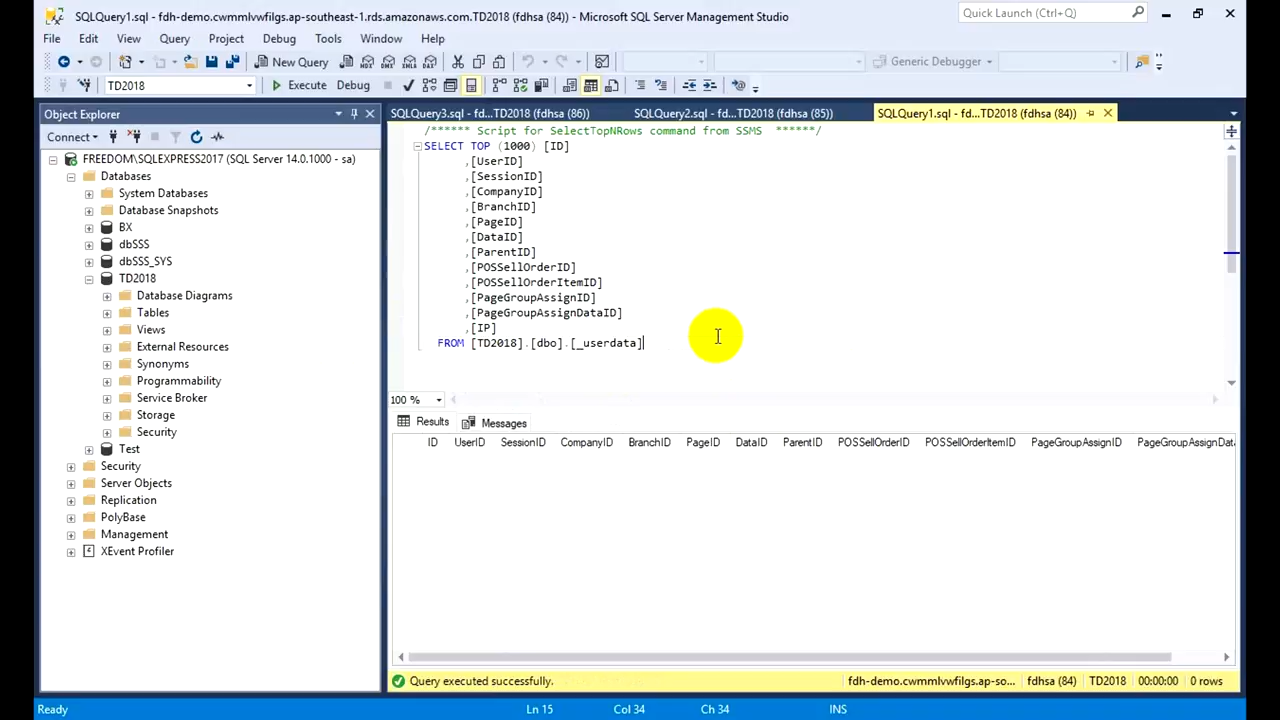 SQLQuery1.sql - fdh-demo.cwmmlvwfilgs.ap-southeast-1.rds.amazonaws.com.TD2018 (fdhsa (84)) - Microsoft SQL Server Management Studio
Quick Launch (Ctrl+Q)
File Edit View Query Project Debug Tools Window Help
New Query
Generic Debugger
TD2018
Execute
Debug
Object Explorer
SQLQuery3.sql - fd...TD2018 (fdhsa (86))
SQLQuery2.sql - fd...TD2018 (fdhsa (85))
SQLQuery1.sql - fd...TD2018 (fdhsa (84))
Connect
FREEDOM\SQLEXPRESS2017 (SQL Server 14.0.1000 - sa)
Databases
System Databases
Database Snapshots
BX
dbSSS
dbSSS_SYS
TD2018
Database Diagrams
Tables
Views
External Resources
Synonyms
Programmability
Service Broker
Storage
Security
Test
Security
Server Objects
Replication
PolyBase
Management
XEvent Profiler
/****** Script for SelectTopNRows command from SSMS ******/
SELECT TOP (1000) [ID]
,[UserID]
,[SessionID]
,[CompanyID]
,[BranchID]
,[PageID]
,[DataID]
,[ParentID]
,[POSSellOrderID]
,[POSSellOrderItemID]
,[PageGroupAssignID]
,[PageGroupAssignDataID]
,[IP]
FROM [TD2018].[dbo].[_userdata]
100 %
Results Messages
ID UserID SessionID CompanyID BranchID PageID DataID ParentID POSSellOrderID POSSellOrderItemID PageGroupAssignID PageGroupAssignData
Query executed successfully.
fdh-demo.cwmmlvwfilgs.ap-so... fdhsa (84) TD2018 00:00:00 0 rows
Ready Ln 15 Col 34 Ch 34 INS